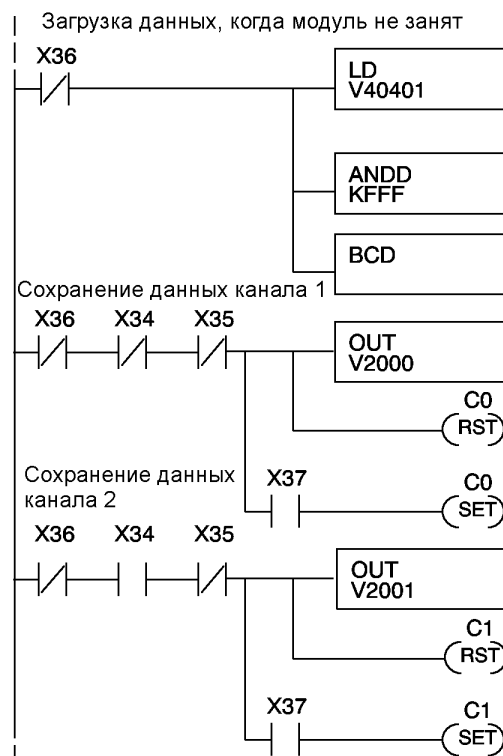 Загрузка данных, когда модуль не занят
X36
LD
V40401
ANDD
KFFF
BCD
Сохранение данных канала 1
X36 X34 X35
OUT
V2000
C0
RST
X37
C0
SET
Сохранение данных
канала 2
X36 X34 X35
OUT
V2001
C1
RST
X37
C1
SET